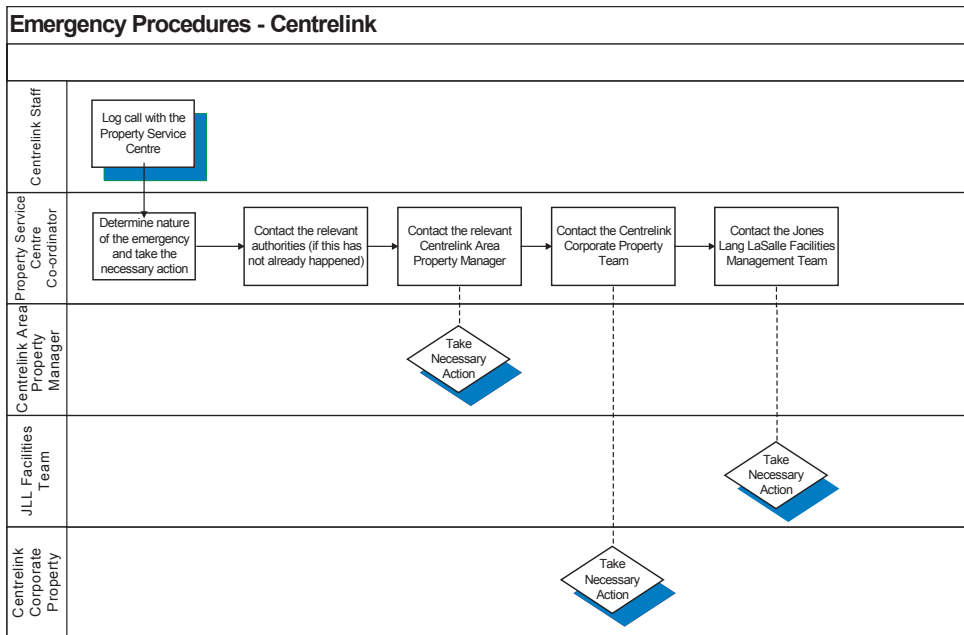 Emergency Procedures - Centrelink
Centrelink Staff
Log call with the
Property Service
Centre
Property Service
Centre
Co-ordinator
Determine nature
of the emergency
and take the
necessary action
Contact the relevant
authorities (if this has
not already happened)
Contact the relevant
Centrelink Area
Property Manager
Contact the Centrelink
Corporate Property
Team
Contact the Jones
Lang LaSalle Facilities
Management Team
Centrelink Area
Property
Manager
Take
Necessary
Action
JLL Facilities
Team
Take
Necessary
Action
Centrelink
Corporate
Property
Take
Necessary
Action